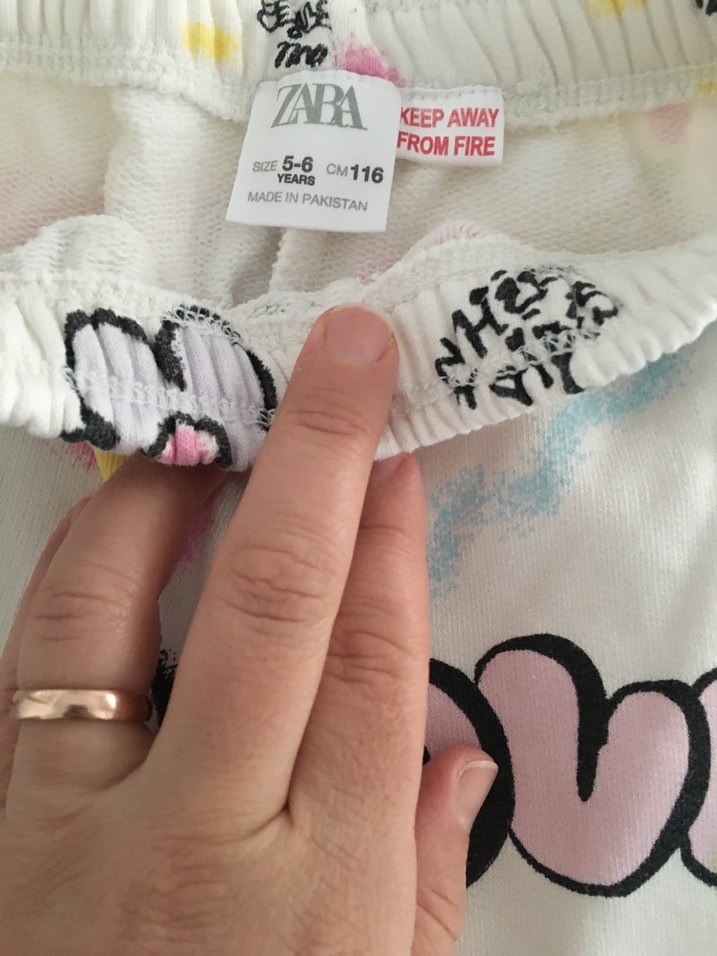 ZARA
SIZE 5-6 YEARS CM 116
MADE IN PAKISTAN
KEEP AWAY
FROM FIRE